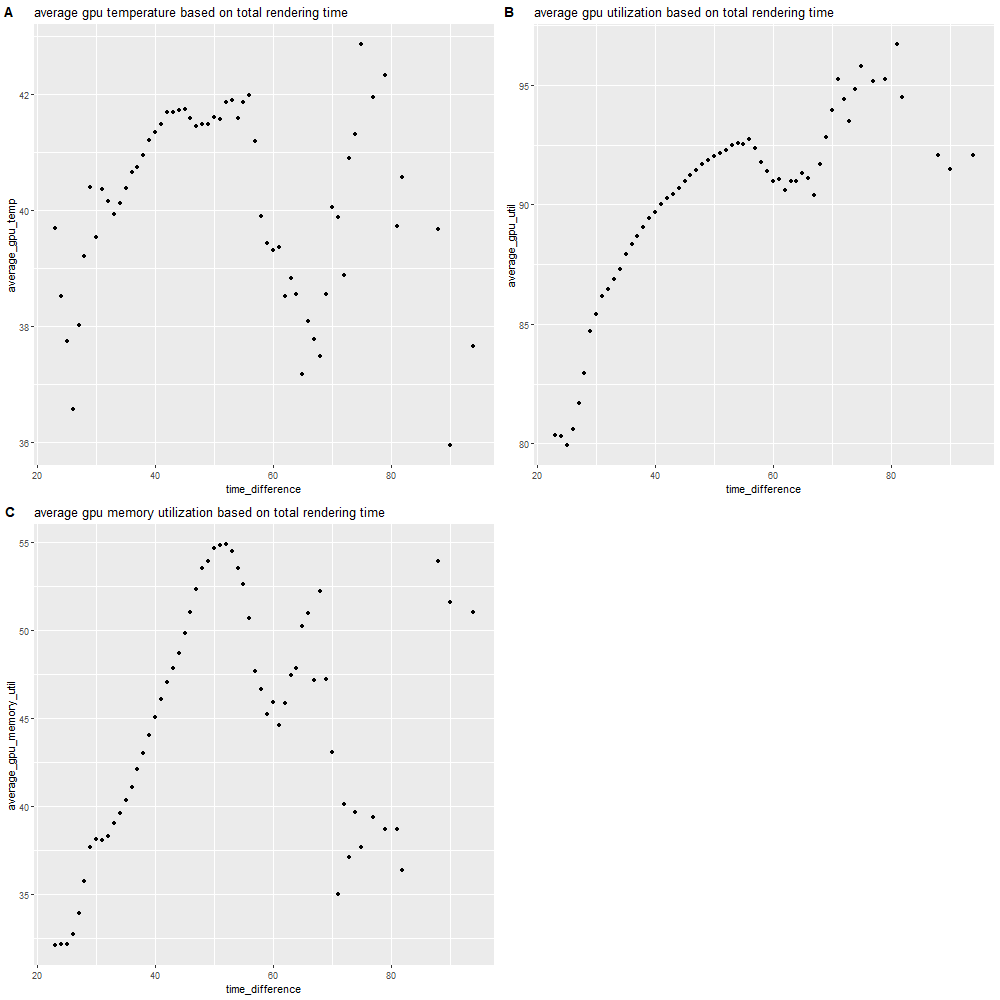 A average gpu temperature based on total rendering time
average_gpu_temp
42
40
38
36
20 40 60 80
time_difference
B average gpu utilization based on total rendering time
average_gpu_util
95
90
85
80
20 40 60 80
time_difference
C average gpu memory utilization based on total rendering time
average_gpu_memory_util
55
50
45
40
35
20 40 60 80
time_difference